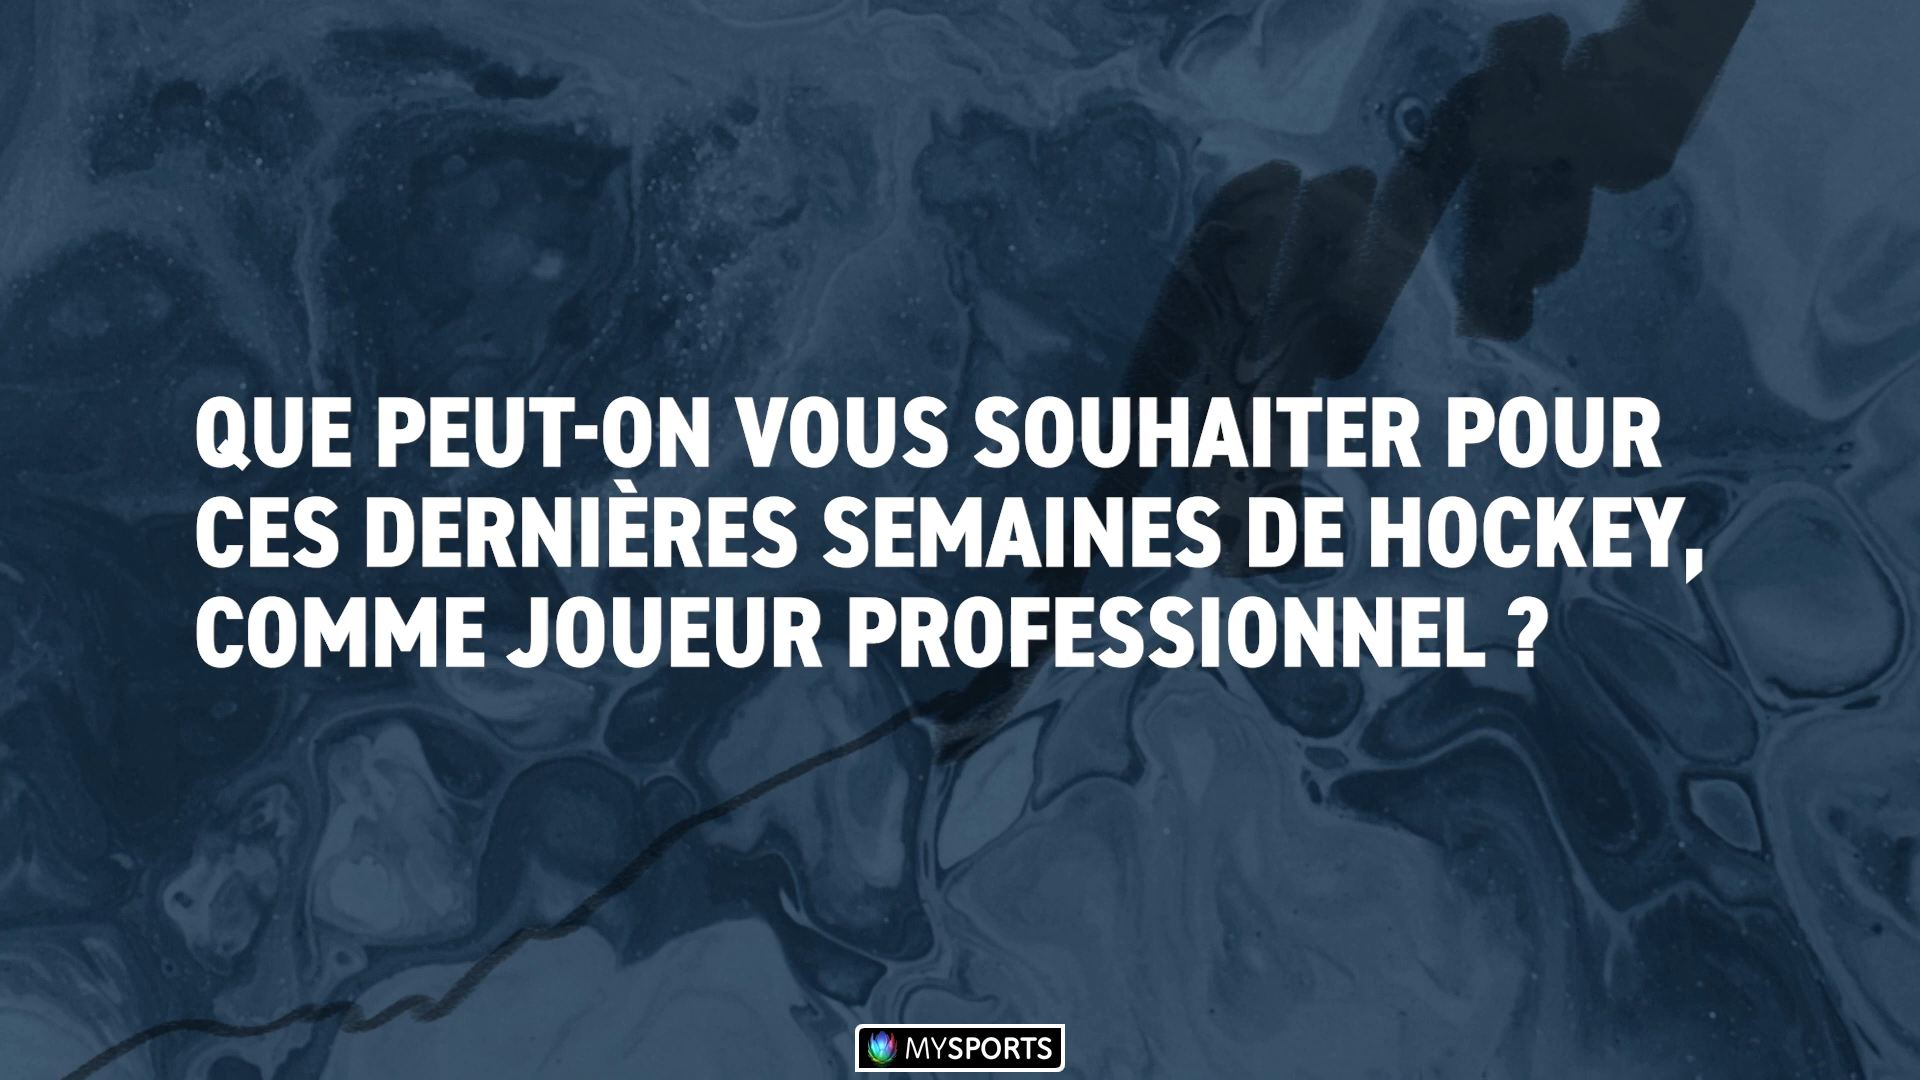 QUE PEUT-ON VOUS SOUHAITER POUR
CES DERNIÈRES SEMAINES DE HOCKEY,
COMME JOUEUR PROFESSIONNEL ?
MYSPORTS